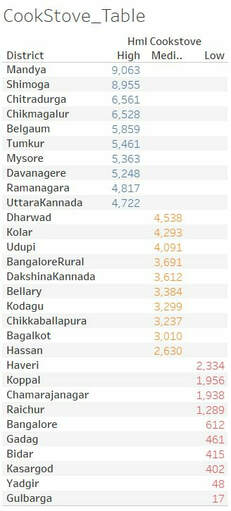 CookStove_Table
Hml Cookstove
District High Medi.. Low
Mandya 9,063
Shimoga 8,955
Chitradurga 6,561
Chikmagalur 6,528
Belgaum 5,859
Tumkur 5,461
Mysore 5,363
Davanagere 5,248
Ramanagara 4,817
UttaraKannada 4,722
Dharwad 4,538
Kolar 4,293
Udupi 4,091
BangaloreRural 3,691
DakshinaKannada 3,612
Bellary 3,384
Kodagu 3,299
Chikkaballapura 3,237
Bagalkot 3,010
Hassan 2,630
Haveri 2,334
Koppal 1,956
Chamarajanagar 1,938
Raichur 1,289
Bangalore 612
Gadag 461
Bidar 415
Kasargod 402
Yadgir 48
Gulbarga 17